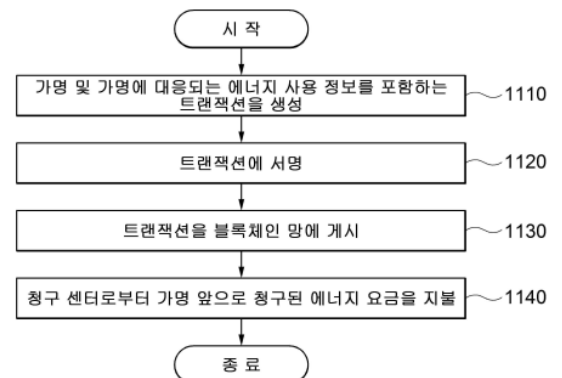 시 작
가명 및 가명에 대응되는 에너지 사용 정보를 포함하는
트랜잭션을 생성
1110
트랜잭션에 서명
1120
트랜잭션을 블록체인 망에 게시
1130
청구 센터로부터 가명 앞으로 청구된 에너지 요금을 지불
1140
종 료